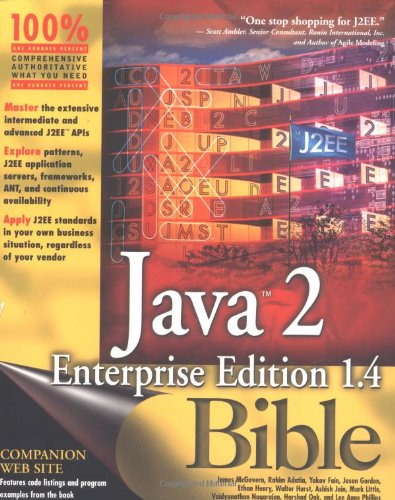 100%
ONE HUNDRED PERCENT
COMPREHENSIVE
AUTHORITATIVE
WHAT YOU NEED
ONE HUNDRED PERCENT
Master the extensive
intermediate and
advanced J2EE™ APIs
Explore patterns,
J2EE application
servers, frameworks,
ANT, and continuous
availability
Apply J2EE standards
in your own business
situation, regardless
of your vendor
"One stop shopping for J2EE."
— Scott Ambler, Senior Consultant, Ronin International, Inc.
and Author of Agile Modeling
J2EE
Java™ 2
Enterprise Edition 1.4
Bible
COMPANION
WEB SITE
Features code listings and program
examples from the book
James McGovern, Rahim Adatia, Yakov Fain, Jason Gordon,
Ethan Henry, Walter Hurst, Ashish Jain, Mark Little,
Vaidyanathan Nagarajan, Harshad Oak, and Lee Anne Phillips